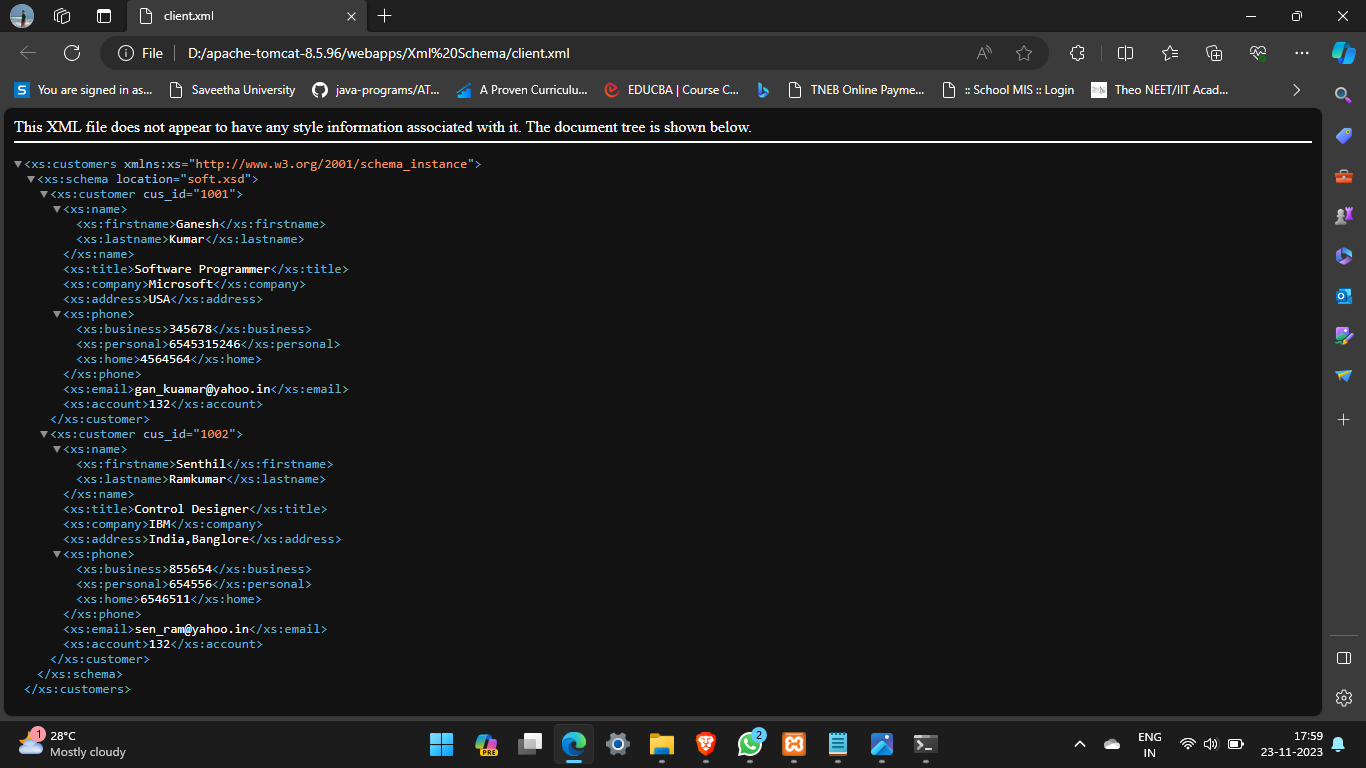 client.xml
File
D:/apache-tomcat-8.5.96/webapps/Xml%20Schema/client.xml
You are signed in as...
Saveetha University
java-programs/AT...
A Proven Curriculu...
EDUCBA | Course C...
TNEB Online Payme...
:: School MIS :: Login
Theo NEET/IIT Acad...
This XML file does not appear to have any style information associated with it. The document tree is shown below.
▼<xs:customers xmlns:xs="http://www.w3.org/2001/schema_instance">
▼<xs:schema location="soft.xsd">
▼<xs:customer cus_id="1001">
▼<xs:name>
<xs:firstname>Ganesh</xs:firstname>
<xs:lastname>Kumar</xs:lastname>
</xs:name>
<xs:title>Software Programmer</xs:title>
<xs:company>Microsoft</xs:company>
<xs:address>USA</xs:address>
▼<xs:phone>
<xs:business>345678</xs:business>
<xs:personal>6545315246</xs:personal>
<xs:home>4564564</xs:home>
</xs:phone>
<xs:email>gan_kuamar@yahoo.in</xs:email>
<xs:account>132</xs:account>
</xs:customer>
▼<xs:customer cus_id="1002">
▼<xs:name>
<xs:firstname>Senthil</xs:firstname>
<xs:lastname>Ramkumar</xs:lastname>
</xs:name>
<xs:title>Control Designer</xs:title>
<xs:company>IBM</xs:company>
<xs:address>India,Banglore</xs:address>
▼<xs:phone>
<xs:business>855654</xs:business>
<xs:personal>654556</xs:personal>
<xs:home>6546511</xs:home>
</xs:phone>
<xs:email>sen_ram@yahoo.in</xs:email>
<xs:account>132</xs:account>
</xs:customer>
</xs:schema>
</xs:customers>
1
28°C
Mostly cloudy
PRE
2
ENG
IN
17:59
23-11-2023